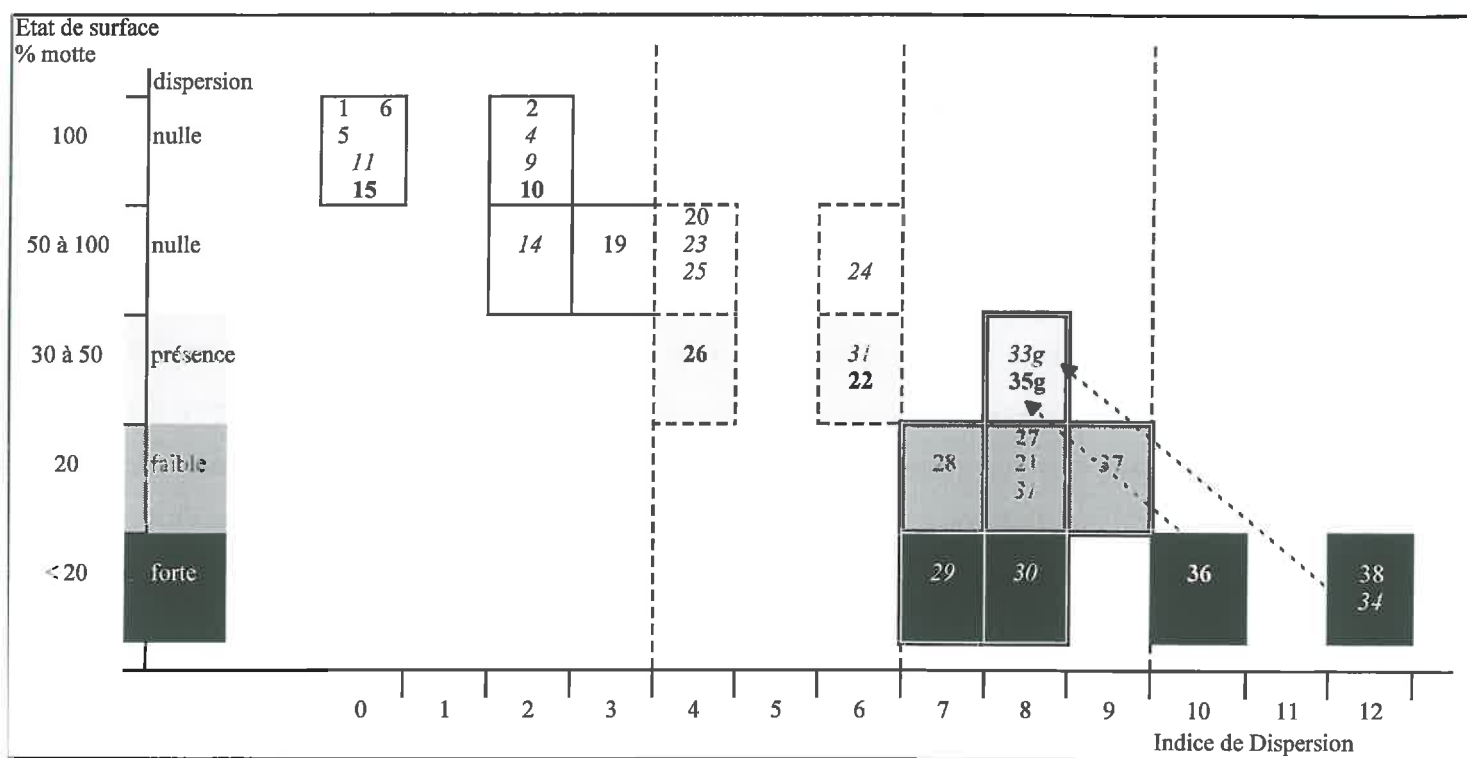 Etat de surface
% motte
dispersion
100 nulle 1 6 2
5 4
11 9
15 10
50 à 100 nulle 14 19 20
23
25 24
30 à 50 présence 26 31 33g
22 35g
20 faible 28 27 37
21
31
<20 forte 29 30 36 38
34
0 1 2 3 4 5 6 7 8 9 10 11 12
Indice de Dispersion